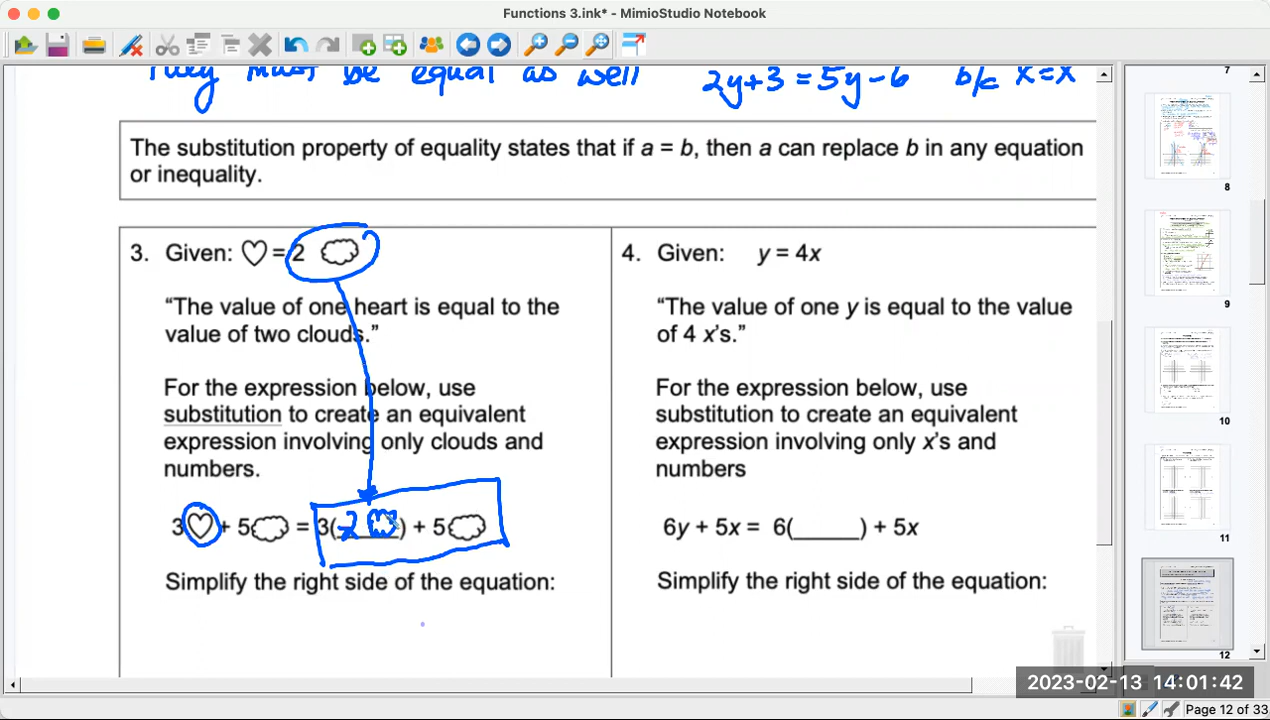 Functions 3.ink* - MimioStudio Notebook
They must be equal as well 2y+3 = 5y-6 b/c x=x
The substitution property of equality states that if a = b, then a can replace b in any equation
or inequality.
3. Given: ♡ = 2
"The value of one heart is equal to the
value of two clouds."
For the expression below, use
substitution to create an equivalent
expression involving only clouds and
numbers.
3♡ + 5 = 3(2 ) + 5
Simplify the right side of the equation:
4. Given: y = 4x
"The value of one y is equal to the value
of 4 x's."
For the expression below, use
substitution to create an equivalent
expression involving only x's and
numbers
6y + 5x = 6(______) + 5x
Simplify the right side of the equation:
7
8
9
10
11
12
2023-02-13 14:01:42
Page 12 of 33